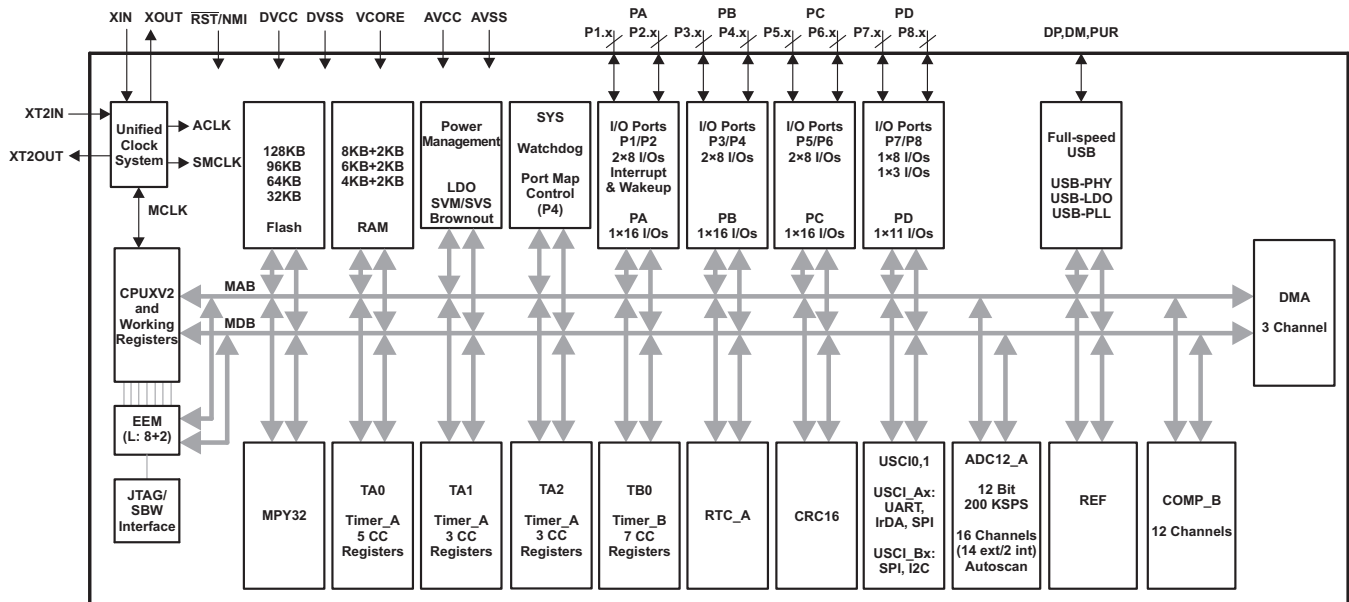 XIN XOUT RST/NMI DVCC DVSS VCORE AVCC AVSS
PA PB PC PD
P1.x P2.x P3.x P4.x P5.x P6.x P7.x P8.x
DP,DM,PUR
XT2IN
XT2OUT
Unified
Clock
System
ACLK
SMCLK
MCLK
128KB
96KB
64KB
32KB
Flash
8KB+2KB
6KB+2KB
4KB+2KB
RAM
Power
Management
LDO
SVM/SVS
Brownout
SYS
Watchdog
Port Map
Control
(P4)
I/O Ports
P1/P2
2×8 I/Os
Interrupt
& Wakeup
PA
1×16 I/Os
I/O Ports
P3/P4
2×8 I/Os
PB
1×16 I/Os
I/O Ports
P5/P6
2×8 I/Os
PC
1×16 I/Os
I/O Ports
P7/P8
1×8 I/Os
1×3 I/Os
PD
1×11 I/Os
Full-speed
USB
USB-PHY
USB-LDO
USB-PLL
CPUXV2
and
Working
Registers
MAB
MDB
DMA
3 Channel
EEM
(L: 8+2)
JTAG/
SBW
Interface
MPY32
TA0
Timer_A
5 CC
Registers
TA1
Timer_A
3 CC
Registers
TA2
Timer_A
3 CC
Registers
TB0
Timer_B
7 CC
Registers
RTC_A
CRC16
USCI0,1
USCI_Ax:
UART,
IrDA, SPI
USCI_Bx:
SPI, I2C
ADC12_A
12 Bit
200 KSPS
16 Channels
(14 ext/2 int)
Autoscan
REF
COMP_B
12 Channels